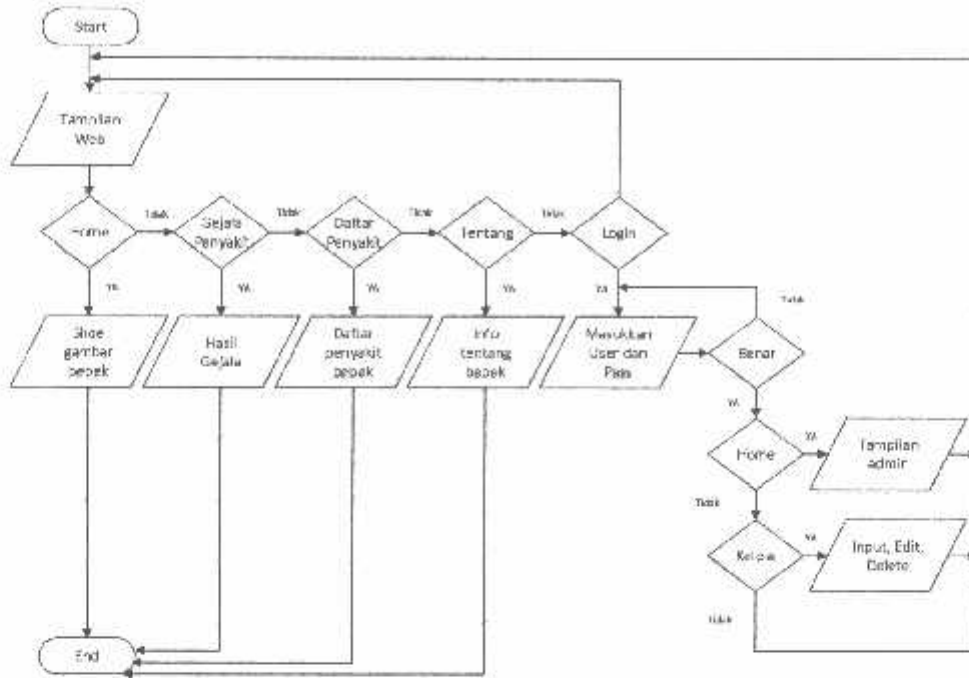 Start
Tampilan
Web
Home
Tidak
Gejala
Penyakit
Tidak
Daftar
Penyakit
Tidak
Tentang
Tidak
Login
YA
YA
YA
YA
YA
Tidak
Slide
gambar
bebek
Hasil
Gejala
Daftar
penyakit
bebek
Info
tentang
bebek
Masukkan
User dan
Pass
Benar
YA
Home
YA
Tampilan
admin
Tidak
YA
Input, Edit,
Delete
Tidak
End